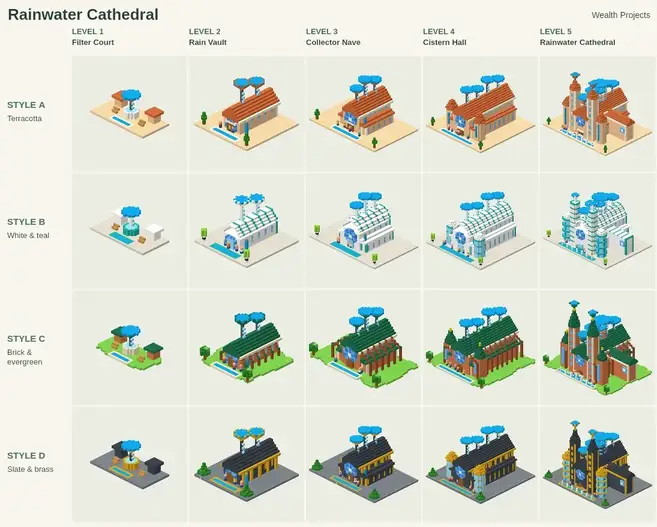 Rainwater Cathedral
Wealth Projects
LEVEL 1
Filter Court
LEVEL 2
Rain Vault
LEVEL 3
Collector Nave
LEVEL 4
Cistern Hall
LEVEL 5
Rainwater Cathedral
STYLE A
Terracotta
STYLE B
White & teal
STYLE C
Brick &
evergreen
STYLE D
Slate & brass